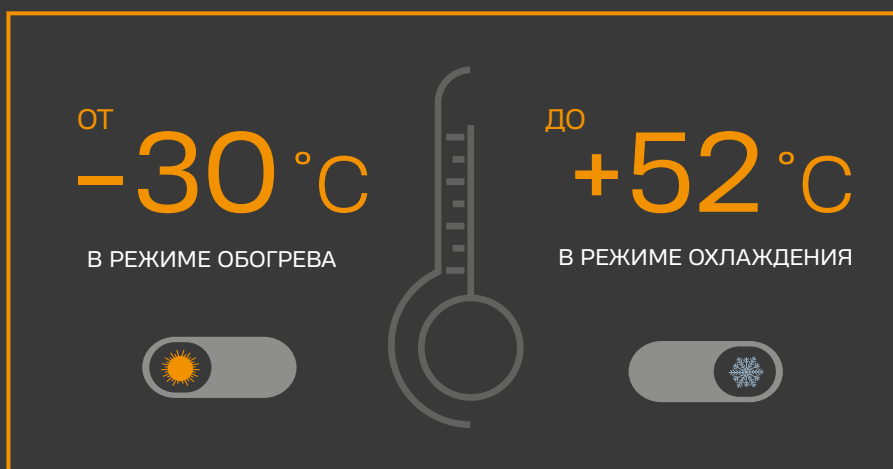 ОТ
–30 °C
В РЕЖИМЕ ОБОГРЕВА
ДО
+52 °C
В РЕЖИМЕ ОХЛАЖДЕНИЯ